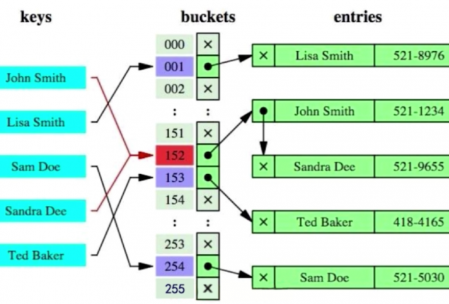 keys buckets entries
000
001
002
: :
151
152
153
154
: :
253
254
255
John Smith
Lisa Smith
Sam Doe
Sandra Dee
Ted Baker
× Lisa Smith 521-8976
John Smith 521-1234
× Sandra Dee 521-9655
× Ted Baker 418-4165
× Sam Doe 521-5030